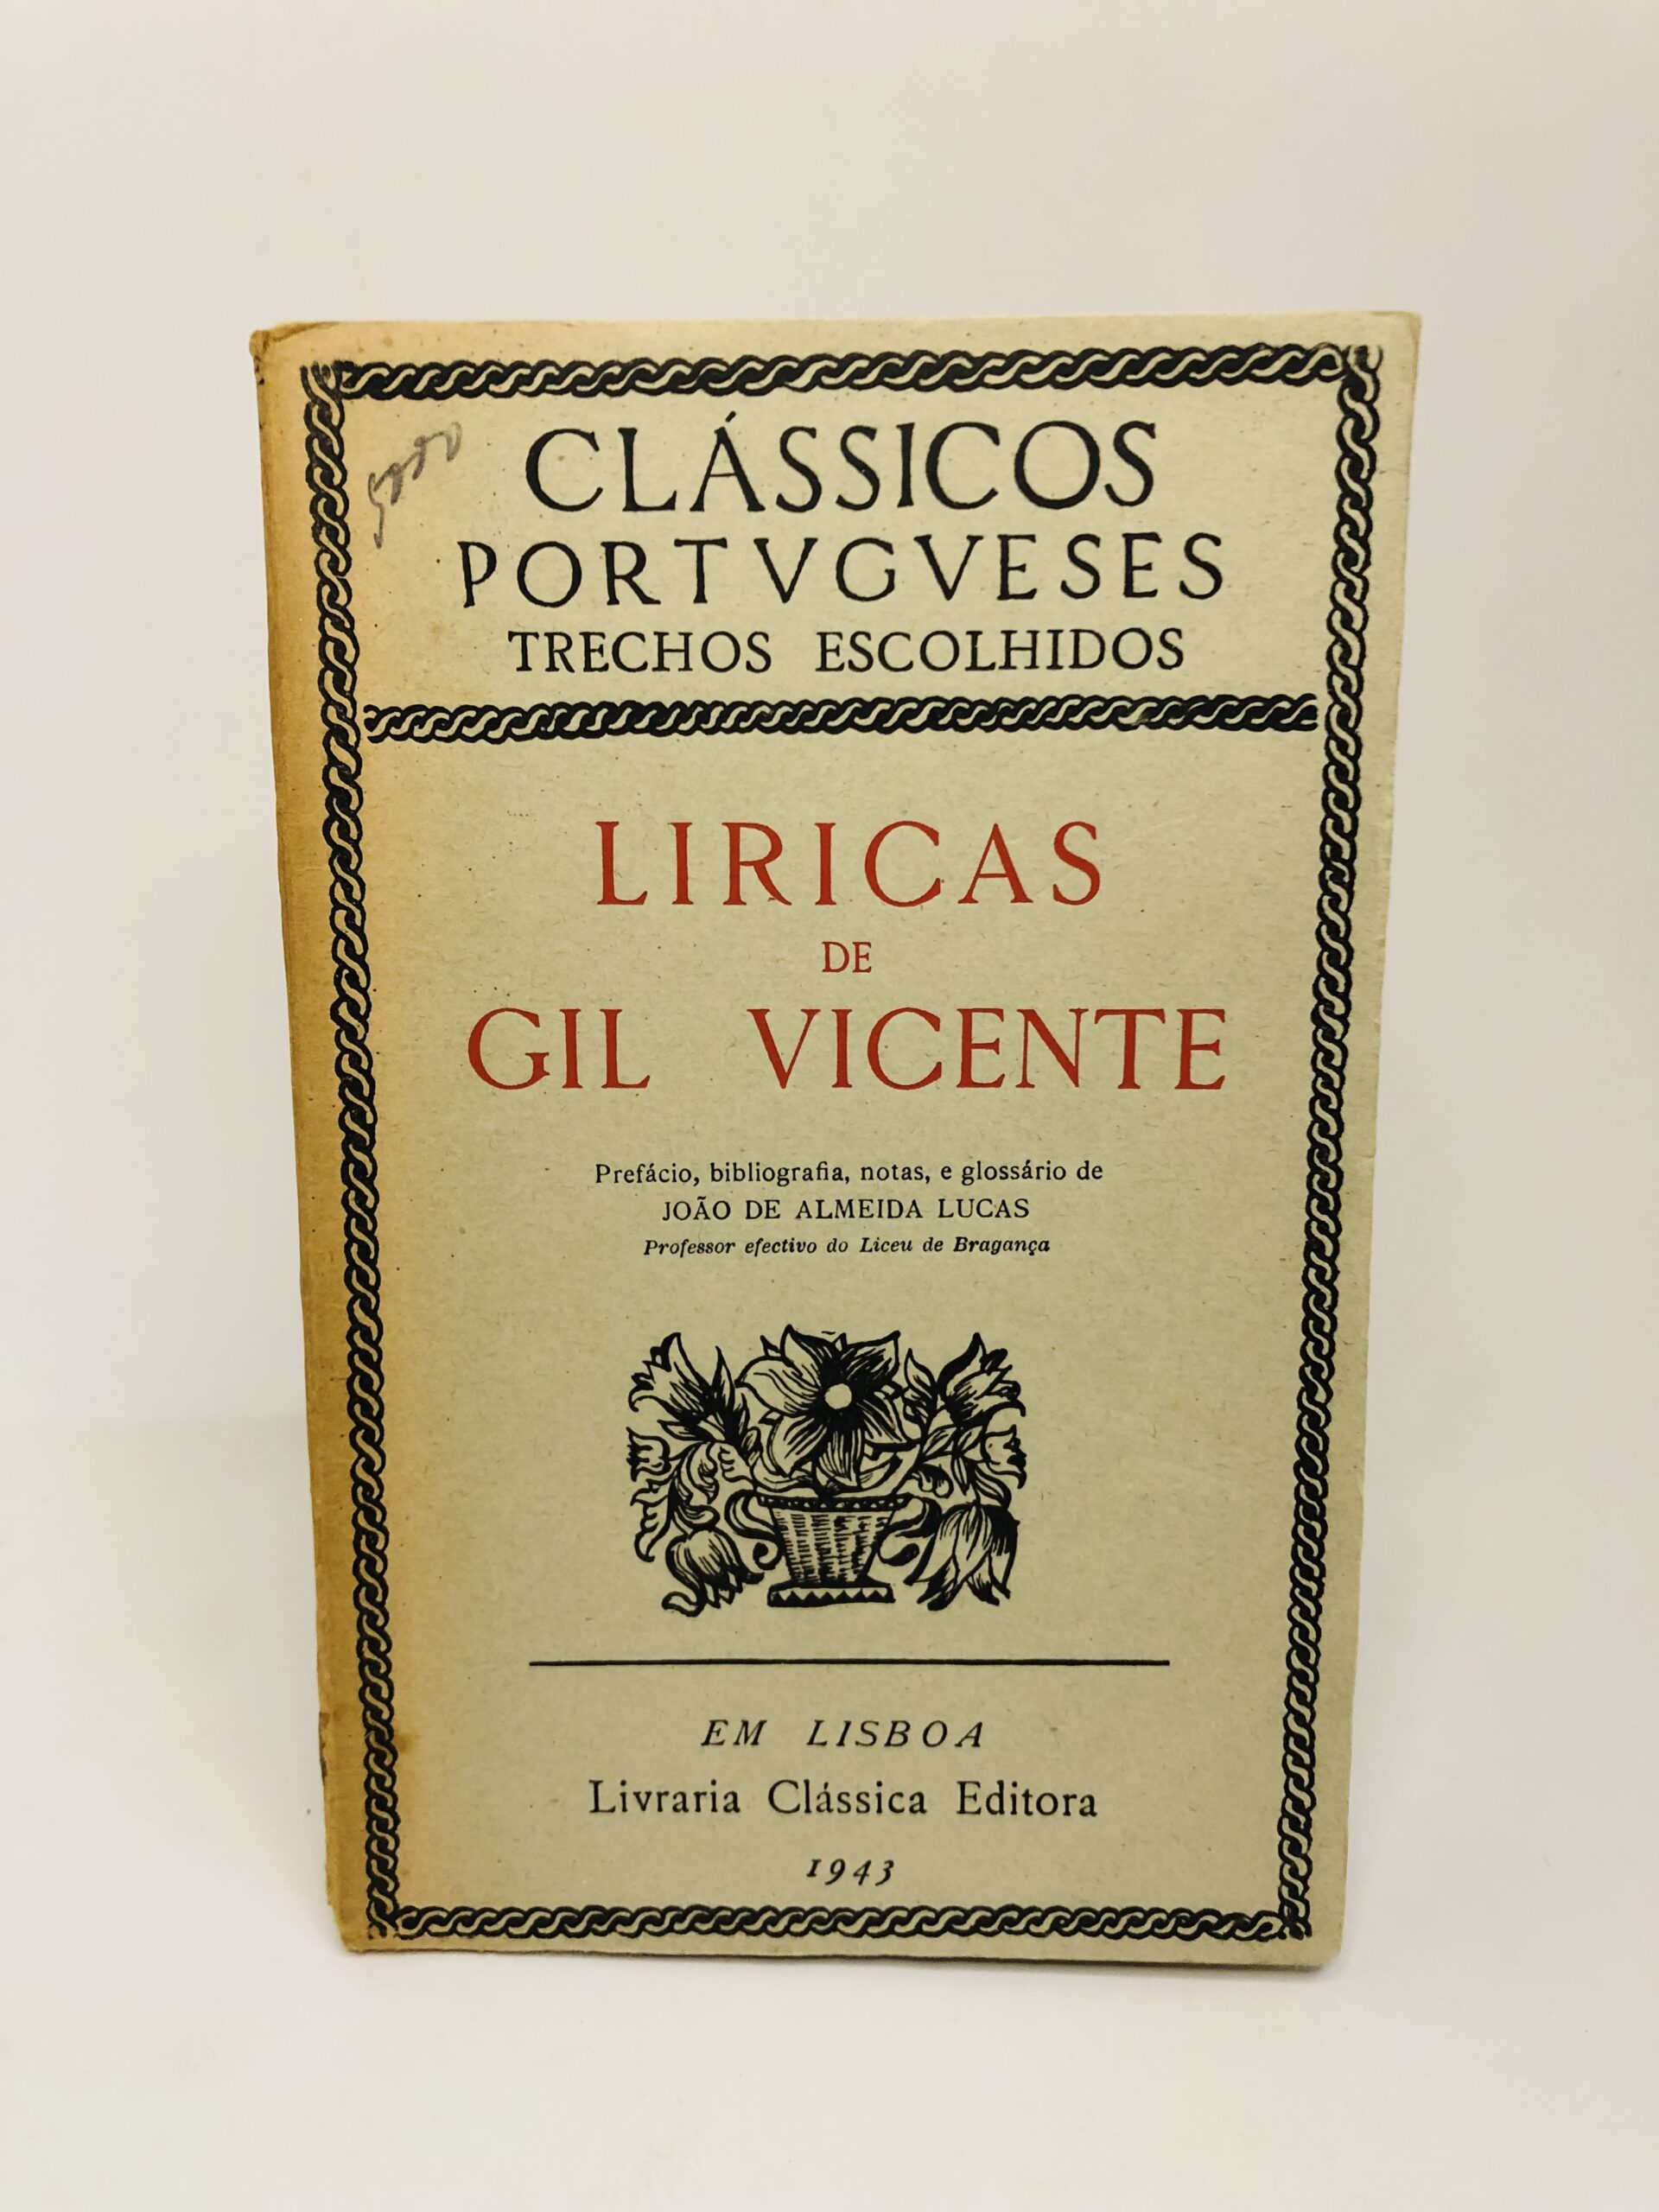 CLÁSSICOS
PORTVGVESES
TRECHOS ESCOLHIDOS
LIRICAS
DE
GIL VICENTE
Prefácio, bibliografia, notas, e glossário de
JOÃO DE ALMEIDA LUCAS
Professor efectivo do Liceu de Bragança
EM LISBOA
Livraria Clássica Editora
1943